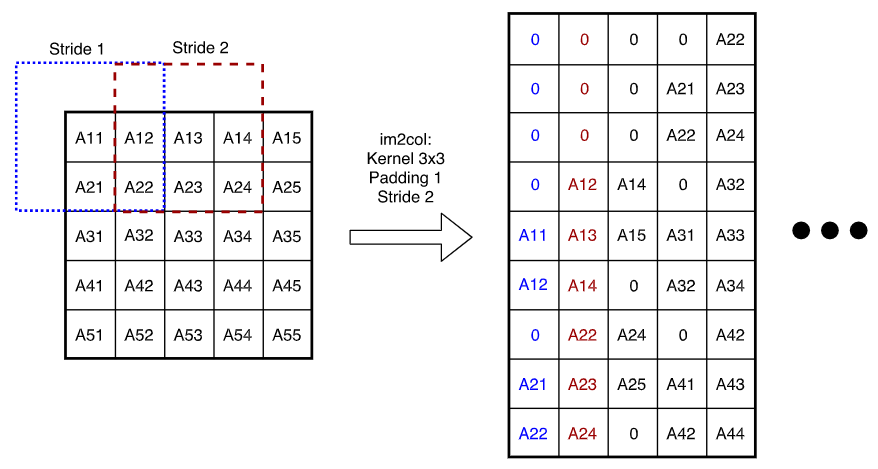 Stride 1 Stride 2
A11 A12 A13 A14 A15
A21 A22 A23 A24 A25
A31 A32 A33 A34 A35
A41 A42 A43 A44 A45
A51 A52 A53 A54 A55
im2col:
Kernel 3x3
Padding 1
Stride 2
0 0 0 0 A22
0 0 0 A21 A23
0 0 0 A22 A24
0 A12 A14 0 A32
A11 A13 A15 A31 A33
A12 A14 0 A32 A34
0 A22 A24 0 A42
A21 A23 A25 A41 A43
A22 A24 0 A42 A44